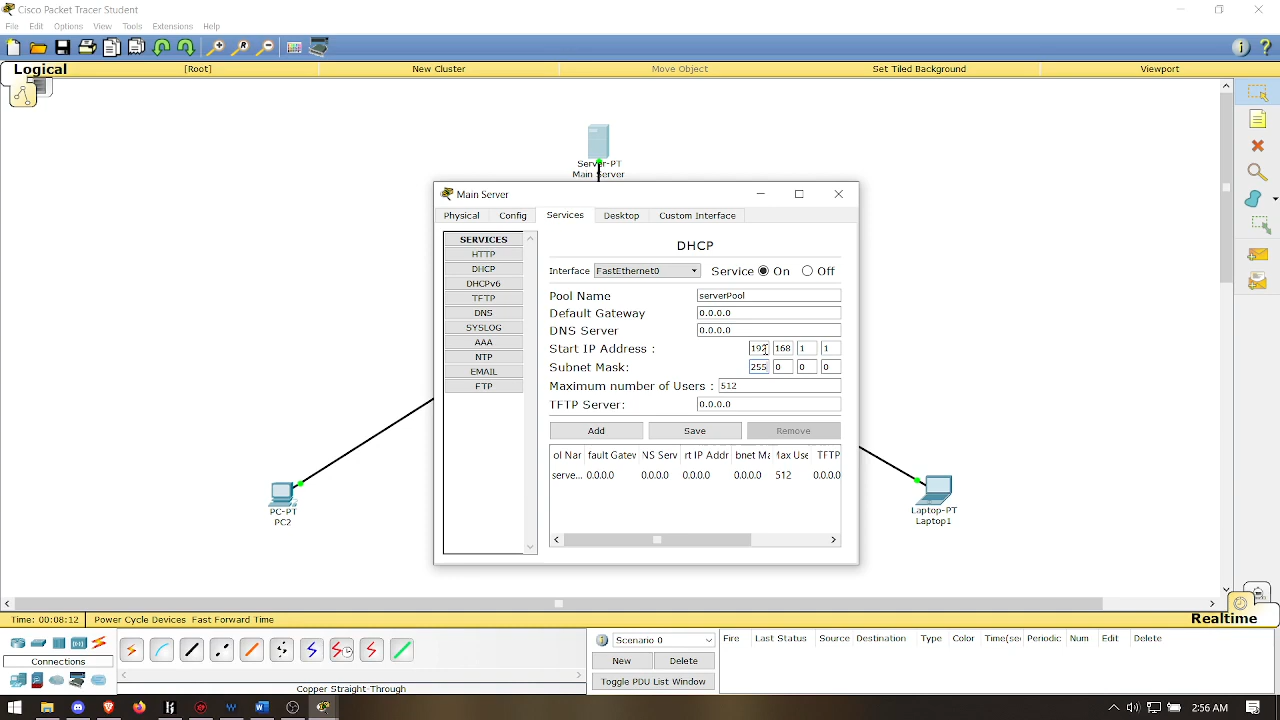 Cisco Packet Tracer Student
File Edit Options View Tools Extensions Help
Logical [Root] New Cluster Move Object Set Tiled Background Viewport
Server-PT
Main Server
Main Server
Physical Config Services Desktop Custom Interface
SERVICES
HTTP
DHCP
DHCPv6
TFTP
DNS
SYSLOG
AAA
NTP
EMAIL
FTP
DHCP
Interface FastEthernet0 Service On Off
Pool Name serverPool
Default Gateway 0.0.0.0
DNS Server 0.0.0.0
Start IP Address : 192 168 1 1
Subnet Mask: 255 0 0 0
Maximum number of Users : 512
TFTP Server: 0.0.0.0
Add Save Remove
ol Nar fault Gatev NS Serv rt IP Addr bnet Ma fax Use TFTP
serve... 0.0.0.0 0.0.0.0 0.0.0.0 0.0.0.0 512 0.0.0.0
PC-PT
PC2
Laptop-PT
Laptop1
Time: 00:08:12 Power Cycle Devices Fast Forward Time Realtime
Connections
Copper Straight-Through
Scenario 0
New Delete
Toggle PDU List Window
Fire Last Status Source Destination Type Color Time(sec Periodic Num Edit Delete
2:56 AM